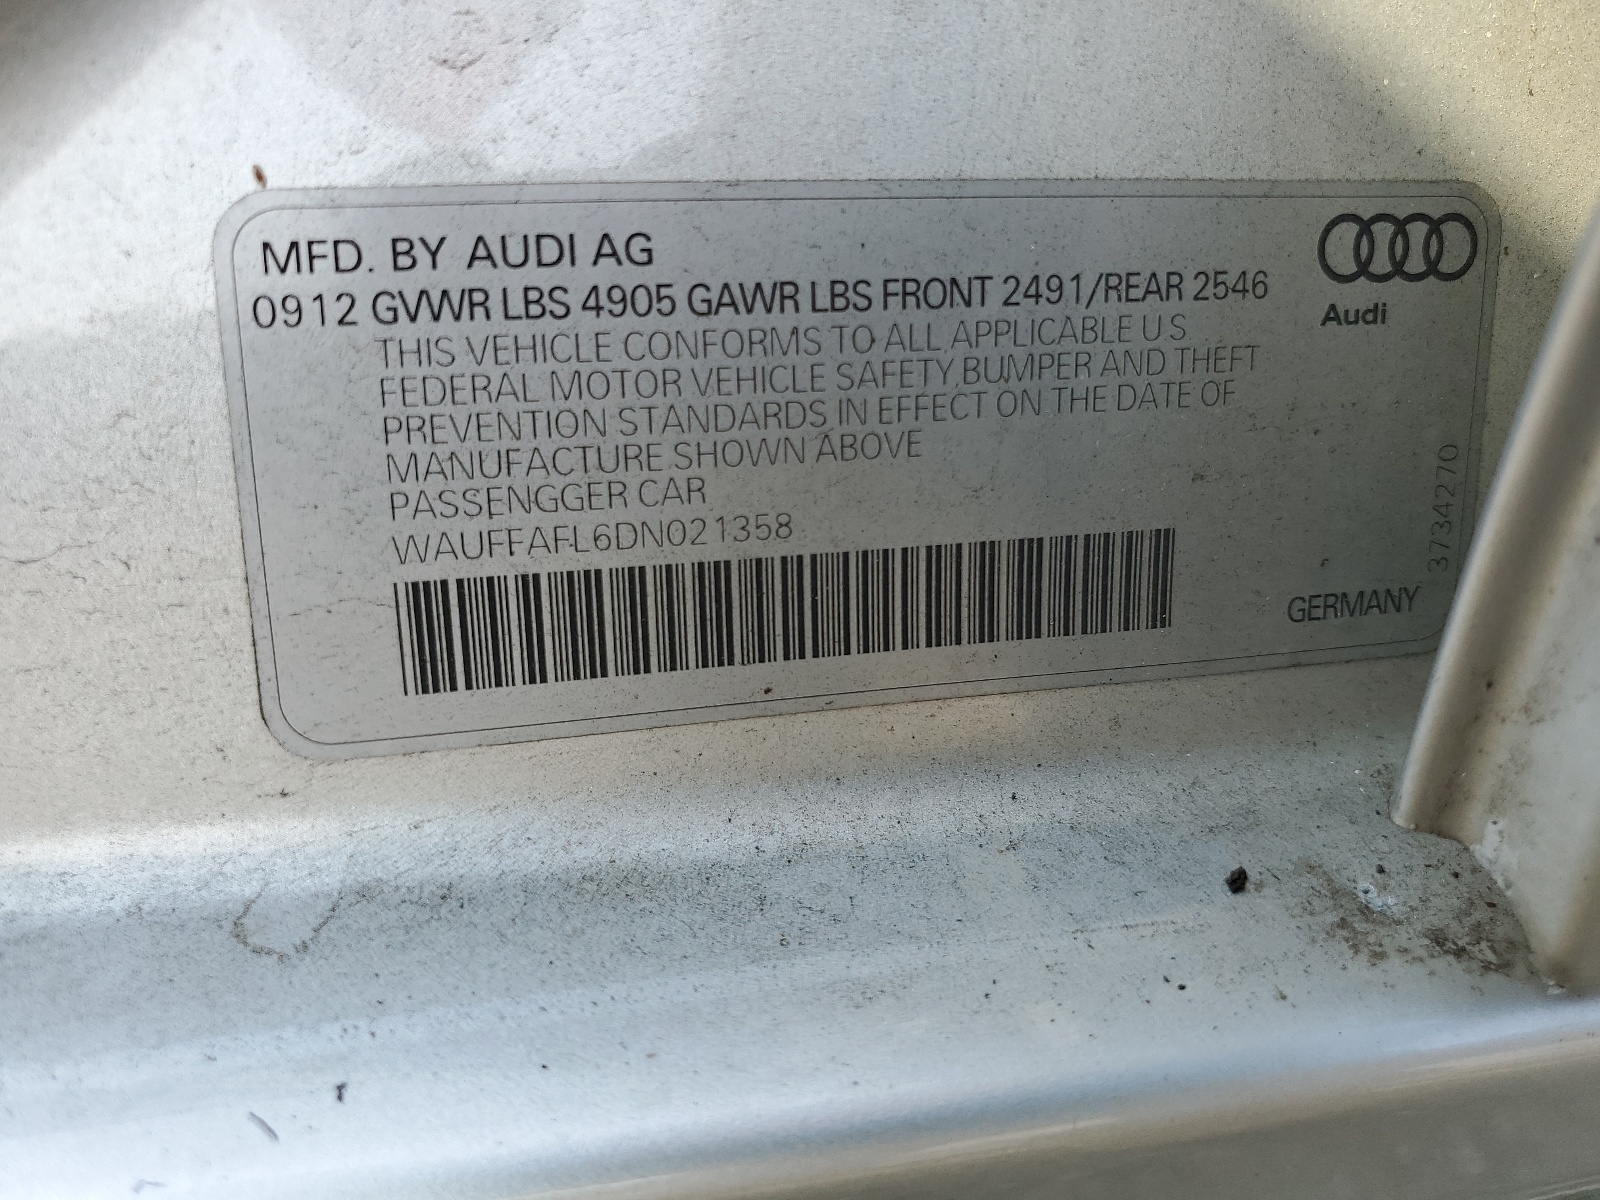 MFD. BY AUDI AG
0912 GVWR LBS 4905 GAWR LBS FRONT 2491/REAR 2546
Audi
THIS VEHICLE CONFORMS TO ALL APPLICABLE U.S.
FEDERAL MOTOR VEHICLE SAFETY, BUMPER AND THEFT
PREVENTION STANDARDS IN EFFECT ON THE DATE OF
MANUFACTURE SHOWN ABOVE
PASSENGGER CAR
WAUFFAFL6DN021358
GERMANY
3734270